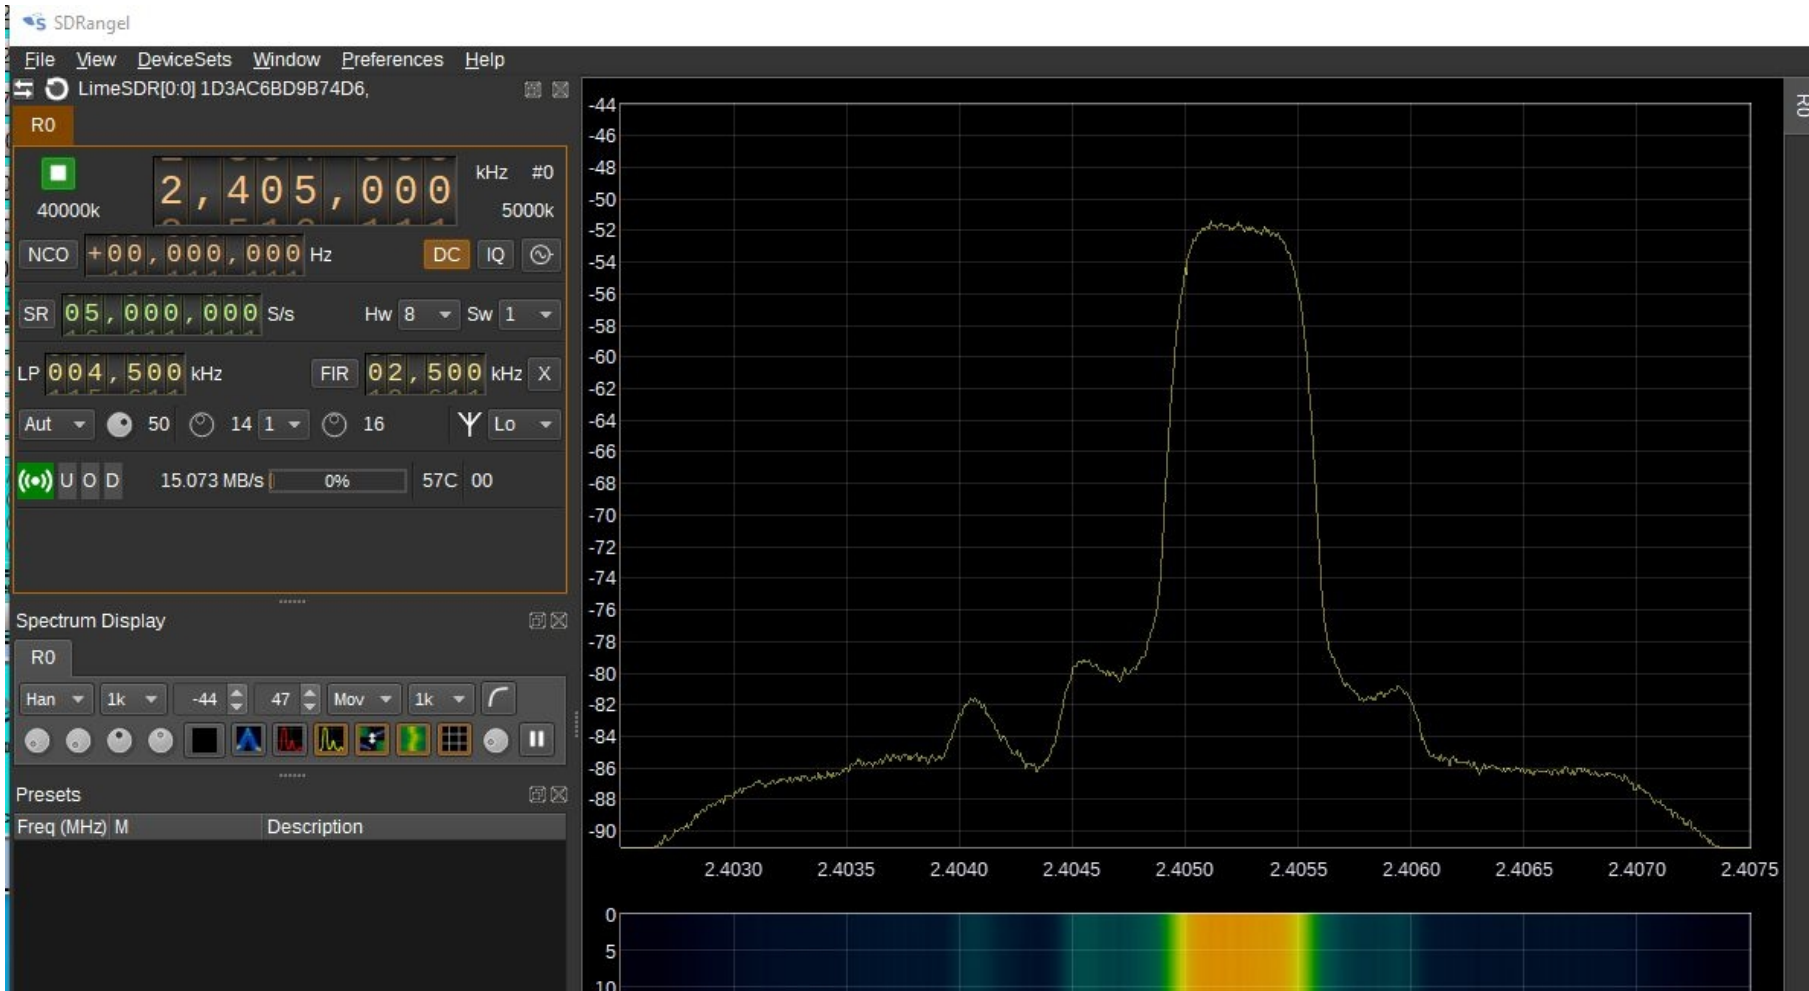 SDRangel
File View DeviceSets Window Preferences Help
LimeSDR[0:0] 1D3AC6BD9B74D6,
R0
2,405,000 kHz #0
40000k 5000k
NCO +00,000,000 Hz DC IQ
SR 05,000,000 S/s Hw 8 Sw 1
LP 004,500 kHz FIR 02,500 kHz X
Aut 50 14 1 16 Lo
U O D 15.073 MB/s 0% 57C 00
Spectrum Display
R0
Han 1k -44 47 Mov 1k
Presets
Freq (MHz) M Description
-44
-46
-48
-50
-52
-54
-56
-58
-60
-62
-64
-66
-68
-70
-72
-74
-76
-78
-80
-82
-84
-86
-88
-90
2.4030 2.4035 2.4040 2.4045 2.4050 2.4055 2.4060 2.4065 2.4070 2.4075
0
5
10
R0